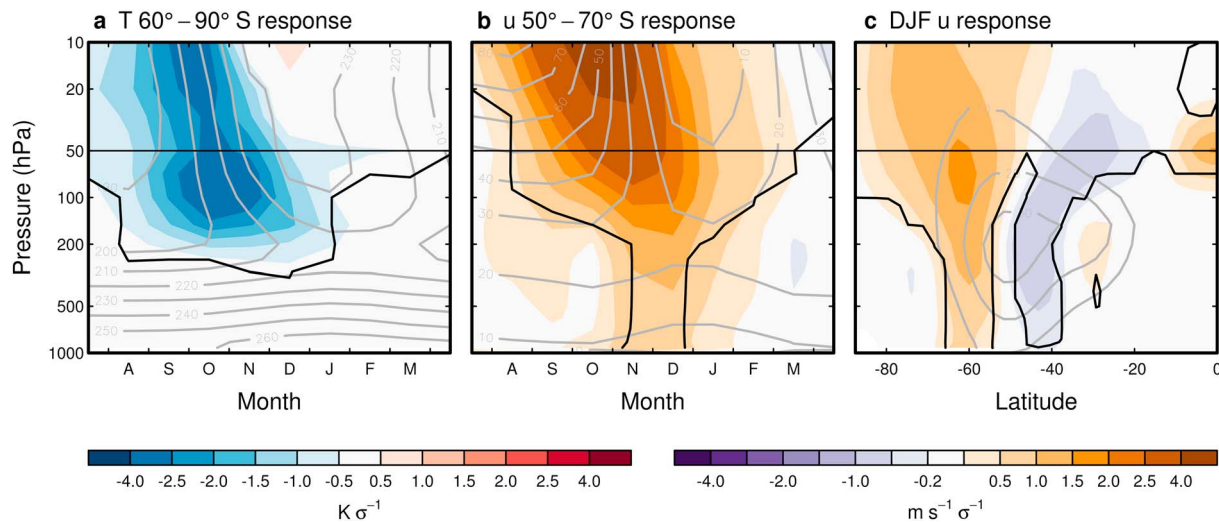 a T 60° – 90° S response
b u 50° – 70° S response
c DJF u response
Pressure (hPa)
10
20
50
100
200
500
1000
230
220
210
200
210
220
240
250
260
A S O N D J F M
Month
70
50
60
40
30
20
10
10
20
10
10
A S O N D J F M
Month
-80 -60 -40 -20 0
Latitude
-4.0 -2.5 -2.0 -1.5 -1.0 -0.5 0.5 1.0 1.5 2.0 2.5 4.0
K σ⁻¹
-4.0 -2.0 -1.0 -0.2 0.5 1.0 1.5 2.0 2.5 4.0
m s⁻¹ σ⁻¹